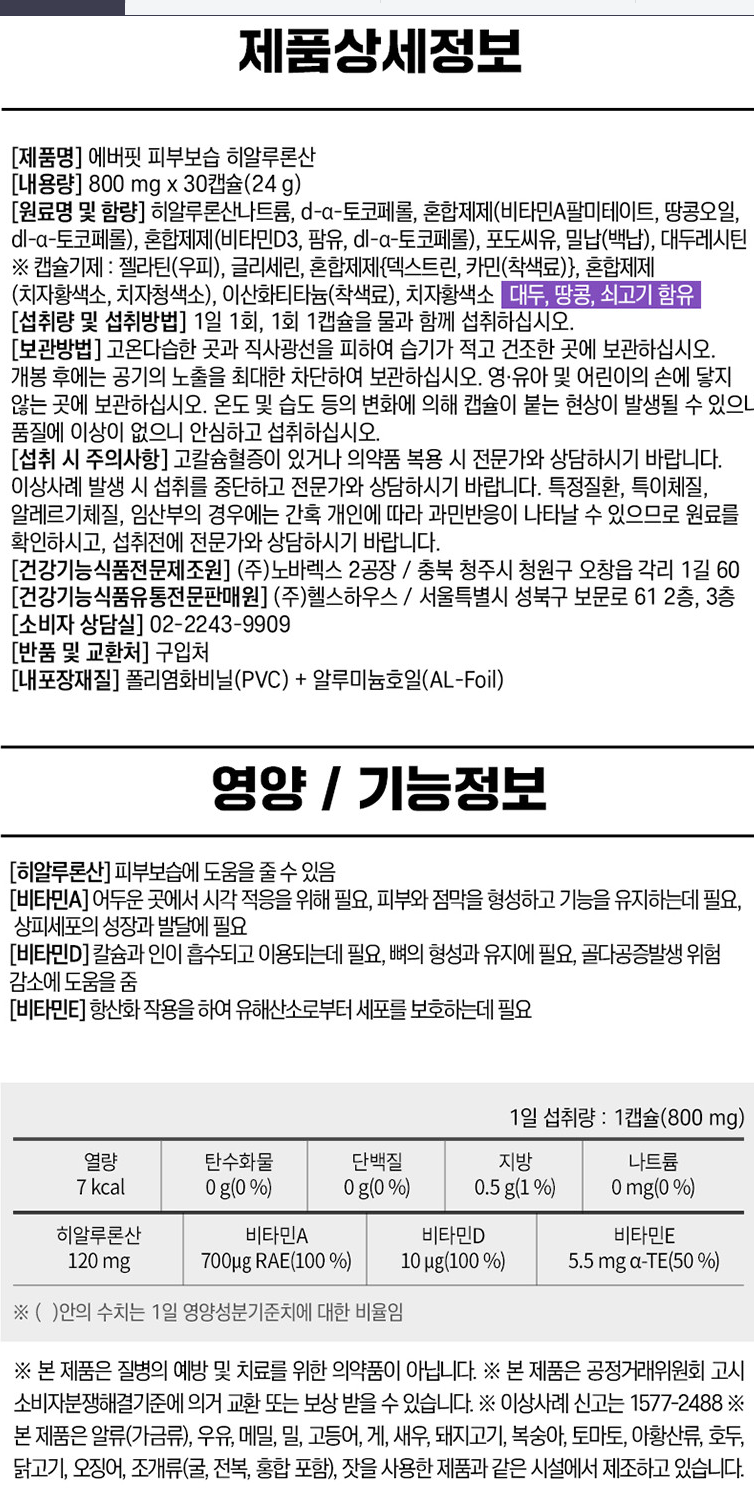 제품상세정보
[제품명] 에버핏 피부보습 히알루론산
[내용량] 800 mg x 30캡슐(24 g)
[원료명 및 함량] 히알루론산나트륨, d-α-토코페롤, 혼합제제(비타민A팔미테이트, 땅콩오일,
dl-α-토코페롤), 혼합제제(비타민D3, 팜유, dl-α-토코페롤), 포도씨유, 밀납(백납), 대두레시틴
※ 캡슐기제 : 젤라틴(우피), 글리세린, 혼합제제{덱스트린, 카민(착색료)}, 혼합제제
(치자황색소, 치자청색소), 이산화티타늄(착색료), 치자황색소 대두, 땅콩, 쇠고기 함유
[섭취량 및 섭취방법] 1일 1회, 1회 1캡슐을 물과 함께 섭취하십시오.
[보관방법] 고온다습한 곳과 직사광선을 피하여 습기가 적고 건조한 곳에 보관하십시오.
개봉 후에는 공기의 노출을 최대한 차단하여 보관하십시오. 영·유아 및 어린이의 손에 닿지
않는 곳에 보관하십시오. 온도 및 습도 등의 변화에 의해 캡슐이 붙는 현상이 발생될 수 있으나
품질에 이상이 없으니 안심하고 섭취하십시오.
[섭취 시 주의사항] 고칼슘혈증이 있거나 의약품 복용 시 전문가와 상담하시기 바랍니다.
이상사례 발생 시 섭취를 중단하고 전문가와 상담하시기 바랍니다. 특정질환, 특이체질,
알레르기체질, 임산부의 경우에는 간혹 개인에 따라 과민반응이 나타날 수 있으므로 원료를
확인하시고, 섭취전에 전문가와 상담하시기 바랍니다.
[건강기능식품전문제조원] (주)노바렉스 2공장 / 충북 청주시 청원구 오창읍 각리 1길 60
[건강기능식품유통전문판매원] (주)헬스하우스 / 서울특별시 성북구 보문로 61 2층, 3층
[소비자 상담실] 02-2243-9909
[반품 및 교환처] 구입처
[내포장재질] 폴리염화비닐(PVC) + 알루미늄호일(AL-Foil)
영양 / 기능정보
[히알루론산] 피부보습에 도움을 줄 수 있음
[비타민A] 어두운 곳에서 시각 적응을 위해 필요, 피부와 점막을 형성하고 기능을 유지하는데 필요,
상피세포의 성장과 발달에 필요
[비타민D] 칼슘과 인이 흡수되고 이용되는데 필요, 뼈의 형성과 유지에 필요, 골다공증발생 위험
감소에 도움을 줌
[비타민E] 항산화 작용을 하여 유해산소로부터 세포를 보호하는데 필요
1일 섭취량 : 1캡슐(800 mg)
열량 탄수화물 단백질 지방 나트륨
7 kcal 0 g(0 %) 0 g(0 %) 0.5 g(1 %) 0 mg(0 %)
히알루론산 비타민A 비타민D 비타민E
120 mg 700µg RAE(100 %) 10 µg(100 %) 5.5 mg α-TE(50 %)
※ ( )안의 수치는 1일 영양성분기준치에 대한 비율임
※ 본 제품은 질병의 예방 및 치료를 위한 의약품이 아닙니다. ※ 본 제품은 공정거래위원회 고시
소비자분쟁해결기준에 의거 교환 또는 보상 받을 수 있습니다. ※ 이상사례 신고는 1577-2488 ※
본 제품은 알류(가금류), 우유, 메밀, 밀, 고등어, 게, 새우, 돼지고기, 복숭아, 토마토, 아황산류, 호두,
닭고기, 오징어, 조개류(굴, 전복, 홍합 포함), 잣을 사용한 제품과 같은 시설에서 제조하고 있습니다.